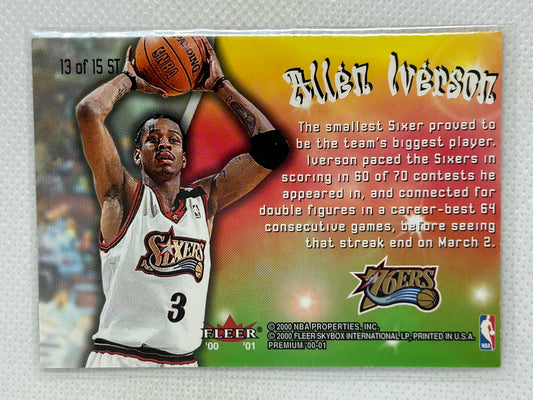 13 of 15 ST
Allen Iverson
The smallest Sixer proved to
be the team's biggest player.
Iverson paced the Sixers in
scoring in 60 of 70 contests he
appeared in, and connected for
double figures in a career-best 64
consecutive games, before seeing
that streak end on March 2.
SIXERS
3
76ERS
FLEER
'00 '01
© 2000 NBA PROPERTIES, INC.
© 2000 FLEER SKYBOX INTERNATIONAL LP, PRINTED IN U.S.A.
PREMIUM '00-01
NBA